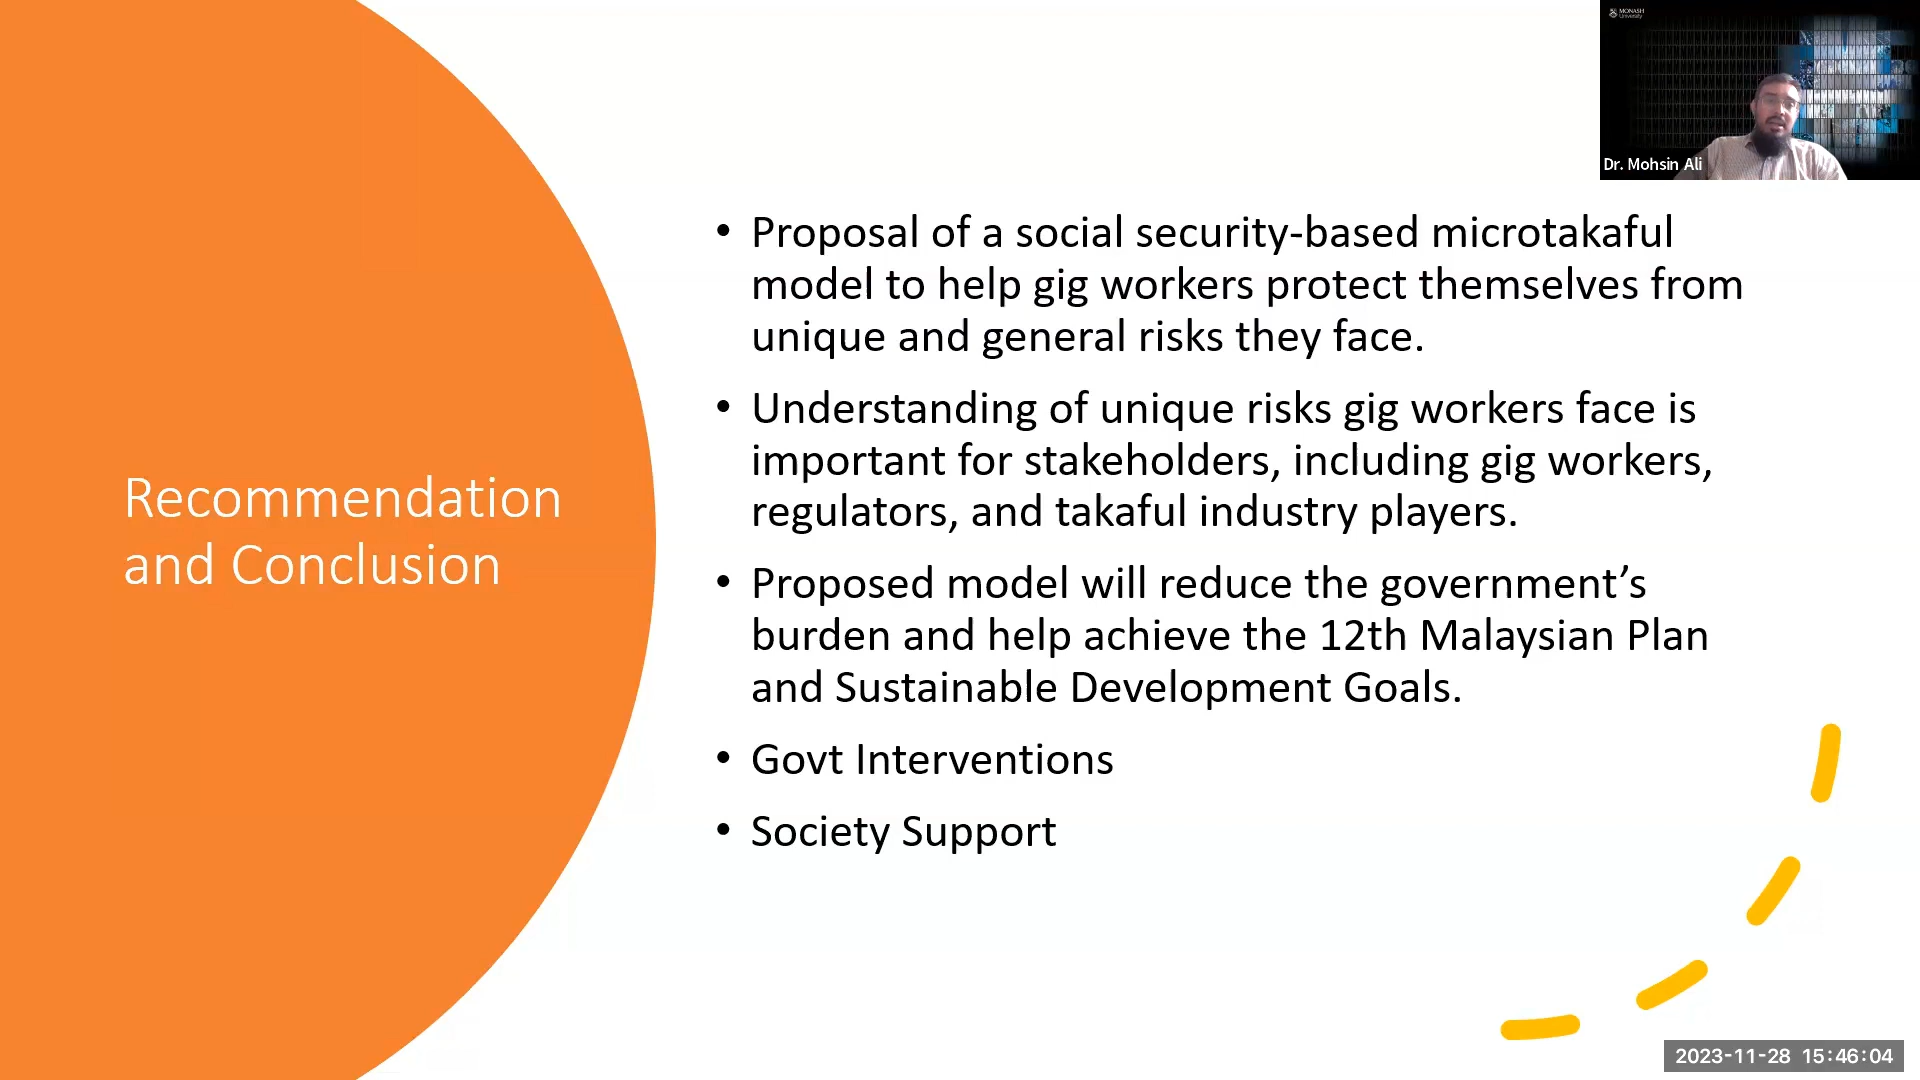 MONASH
University
Dr. Mohsin Ali
Recommendation
and Conclusion
• Proposal of a social security-based microtakaful
model to help gig workers protect themselves from
unique and general risks they face.
• Understanding of unique risks gig workers face is
important for stakeholders, including gig workers,
regulators, and takaful industry players.
• Proposed model will reduce the government’s
burden and help achieve the 12th Malaysian Plan
and Sustainable Development Goals.
• Govt Interventions
• Society Support
2023-11-28 15:46:04